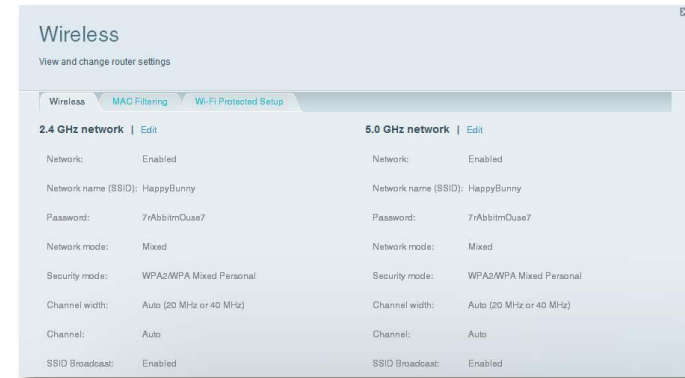 Wireless
View and change router settings
Wireless MAC Filtering Wi-Fi Protected Setup
2.4 GHz network | Edit
Network: Enabled
Network name (SSID): HappyBunny
Password: 7rAbbitmOuse7
Network mode: Mixed
Security mode: WPA2/WPA Mixed Personal
Channel width: Auto (20 MHz or 40 MHz)
Channel: Auto
SSID Broadcast: Enabled
5.0 GHz network | Edit
Network: Enabled
Network name (SSID): HappyBunny
Password: 7rAbbitmOuse7
Network mode: Mixed
Security mode: WPA2/WPA Mixed Personal
Channel width: Auto (20 MHz or 40 MHz)
Channel: Auto
SSID Broadcast: Enabled